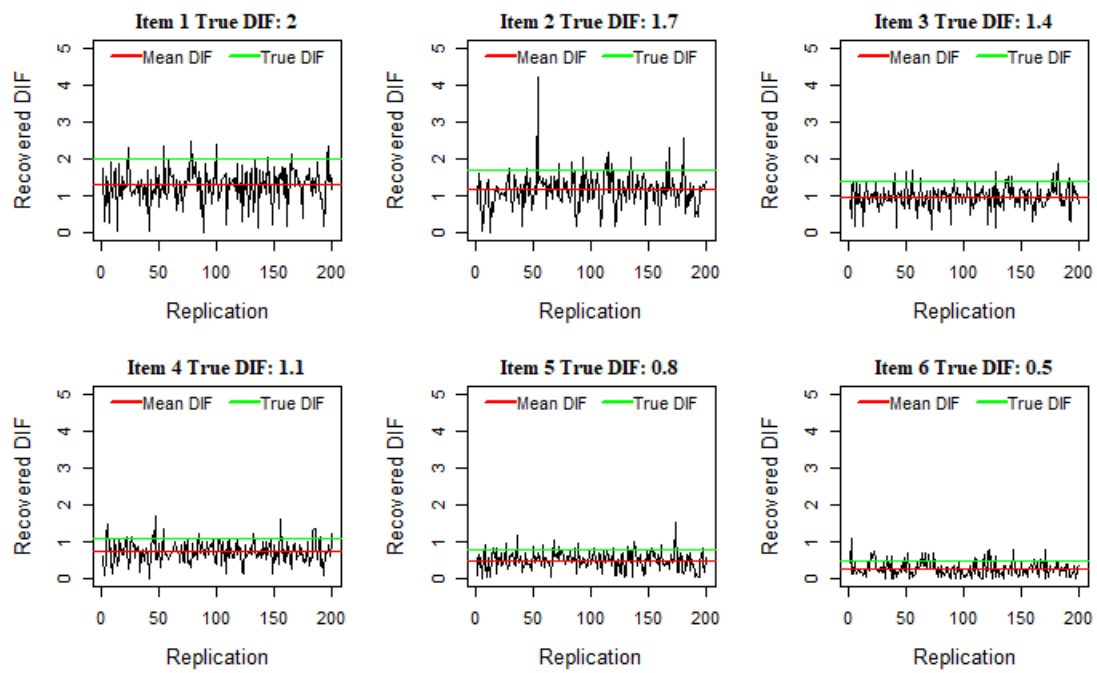 Item 1 True DIF: 2
Mean DIF True DIF
Recovered DIF
5
4
3
2
1
0
0 50 100 150 200
Replication
Item 2 True DIF: 1.7
Mean DIF True DIF
Recovered DIF
5
4
3
2
1
0
0 50 100 150 200
Replication
Item 3 True DIF: 1.4
Mean DIF True DIF
Recovered DIF
5
4
3
2
1
0
0 50 100 150 200
Replication
Item 4 True DIF: 1.1
Mean DIF True DIF
Recovered DIF
5
4
3
2
1
0
0 50 100 150 200
Replication
Item 5 True DIF: 0.8
Mean DIF True DIF
Recovered DIF
5
4
3
2
1
0
0 50 100 150 200
Replication
Item 6 True DIF: 0.5
Mean DIF True DIF
Recovered DIF
5
4
3
2
1
0
0 50 100 150 200
Replication